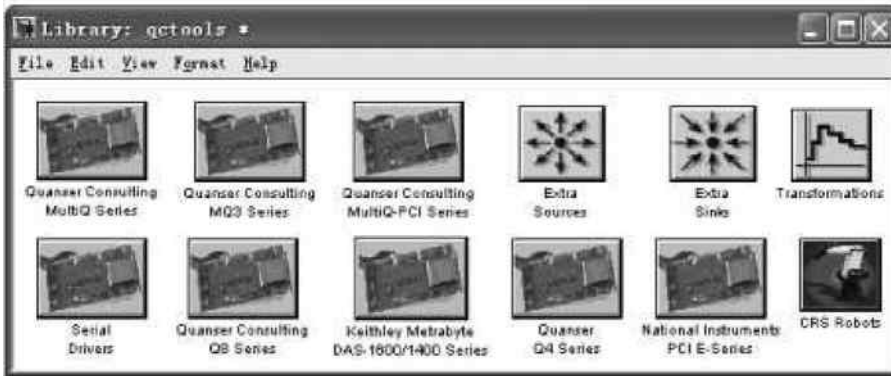 Library: qctools *
File Edit View Format Help
Quanser Consulting
MultiQ Series
Quanser Consulting
MQ3 Series
Quanser Consulting
MultiQ-PCI Series
Extra
Sources
Extra
Sinks
Transformations
Serial
Drivers
Quanser Consulting
Q8 Series
Keithley Metrabyte
DAS-1800/1400 Series
Quanser
Q4 Series
National Instruments
PCI E-Series
CRS Robots